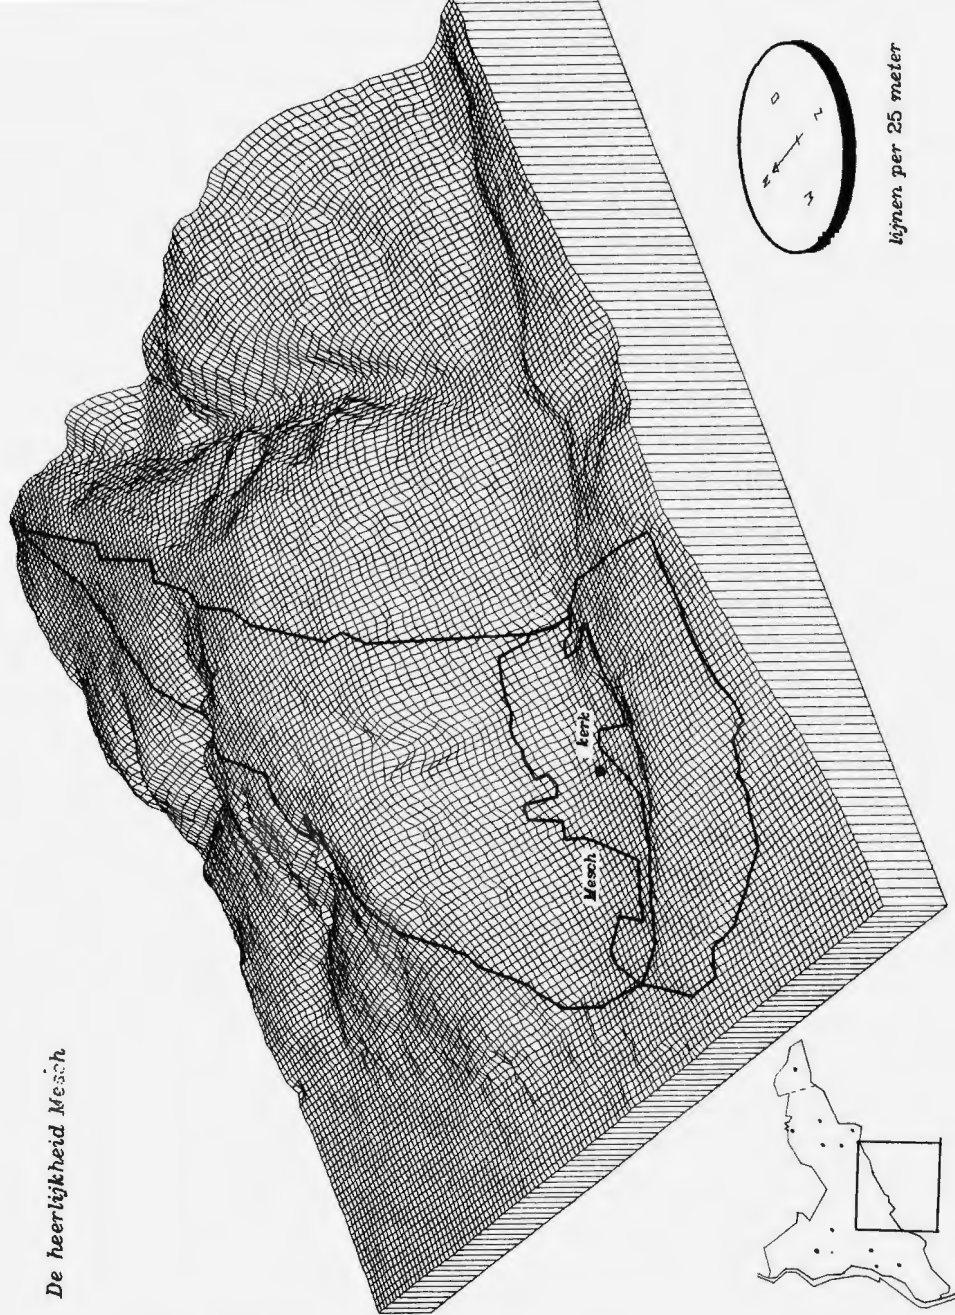 De heerlijkheid Mesch
Mesch
kerk
N
O
Z
W
lijnen per 25 meter